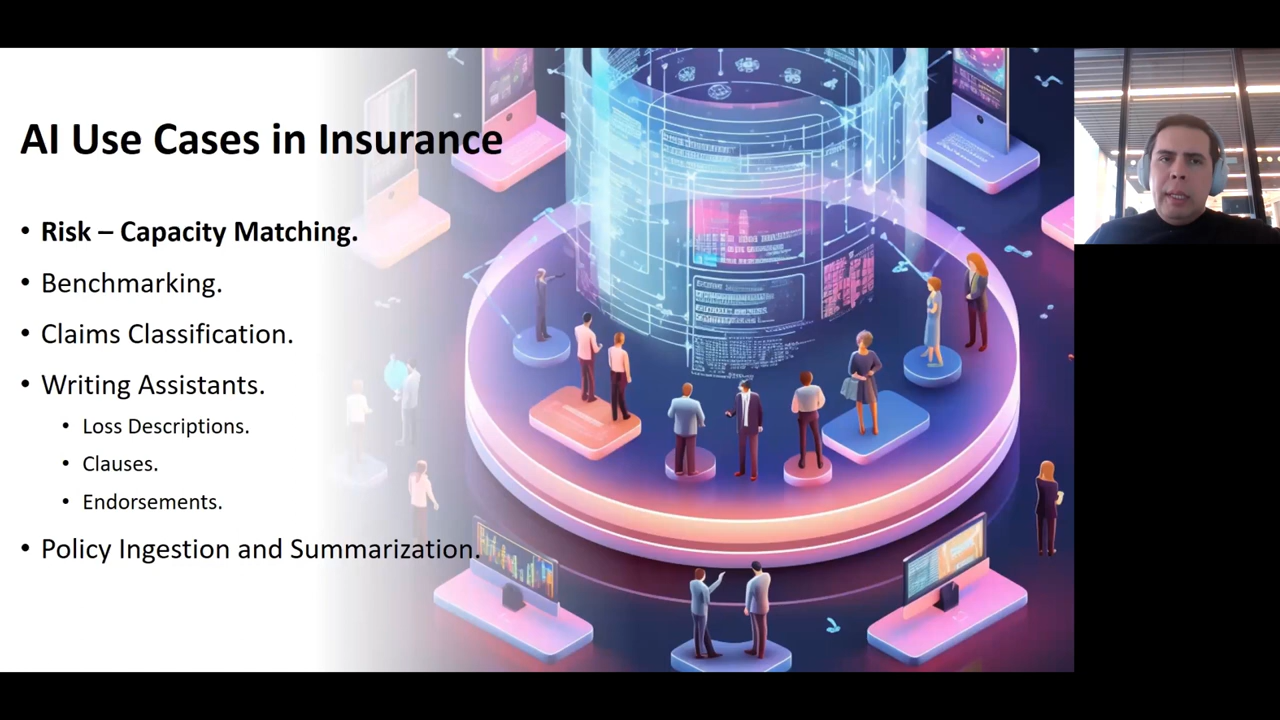 AI Use Cases in Insurance
• Risk – Capacity Matching.
• Benchmarking.
• Claims Classification.
• Writing Assistants.
• Loss Descriptions.
• Clauses.
• Endorsements.
• Policy Ingestion and Summarization.